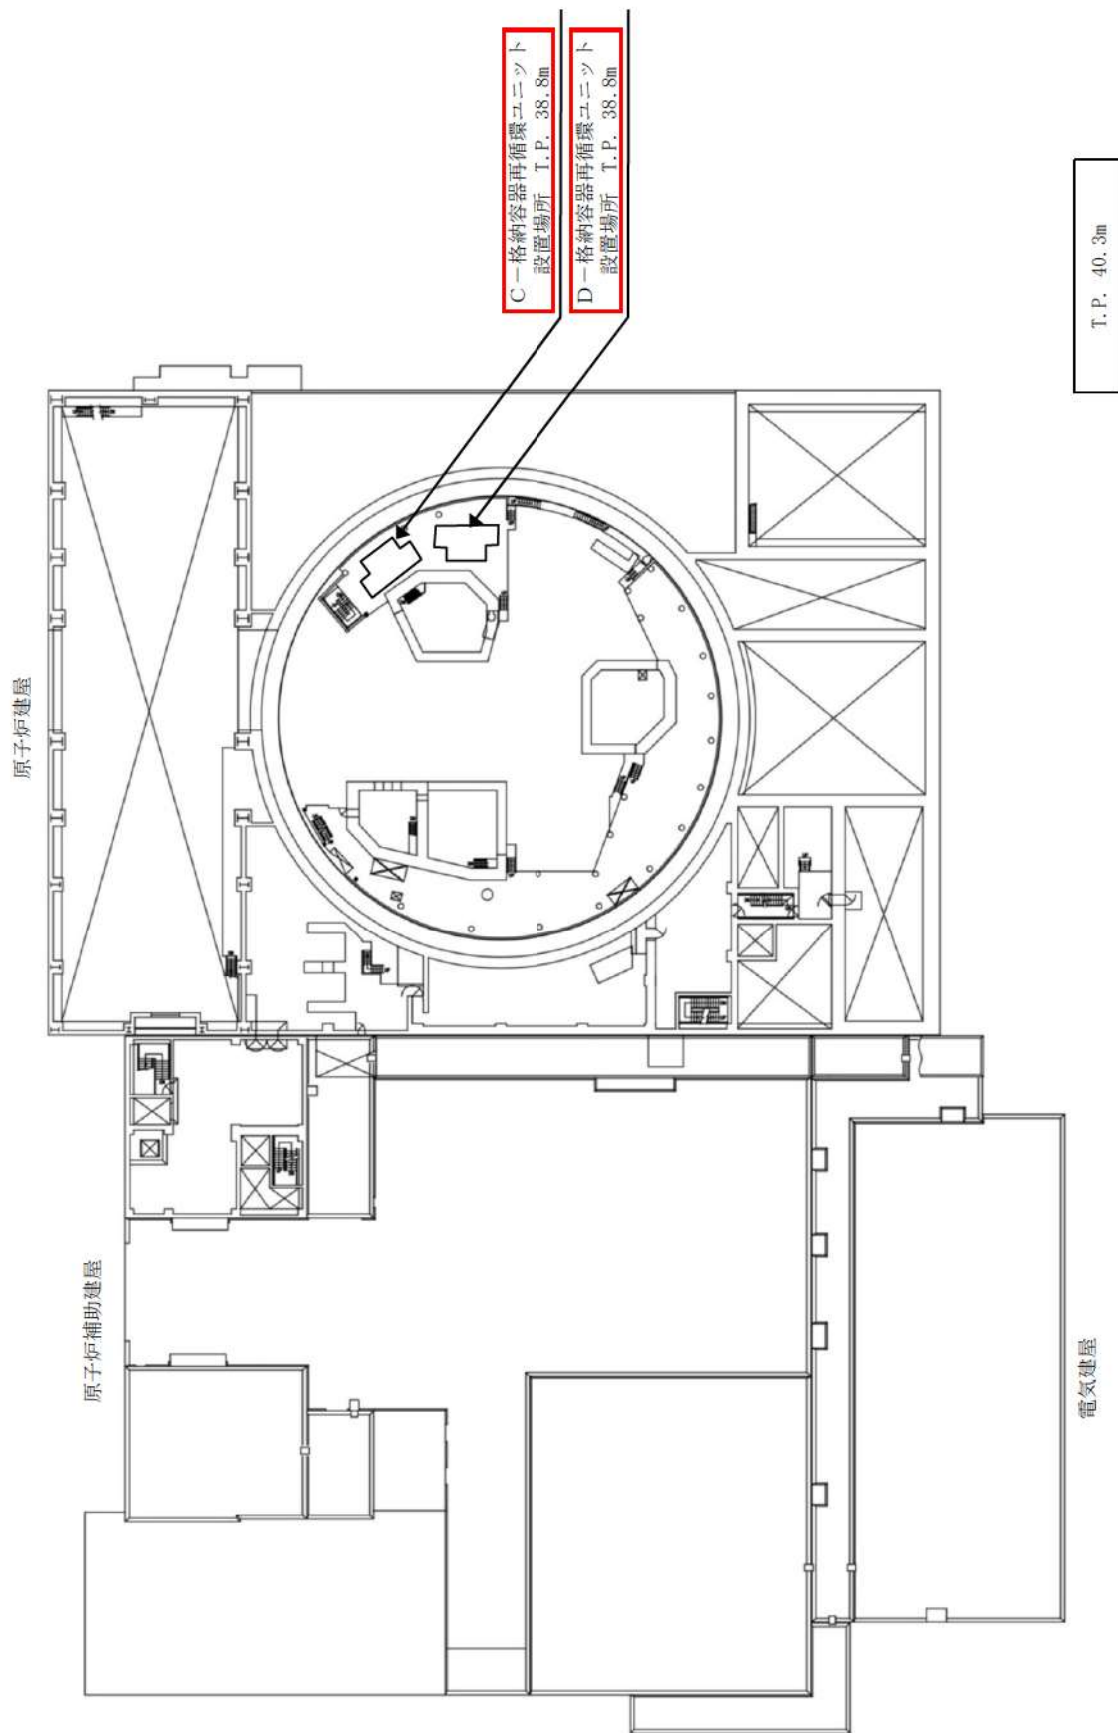 原子炉建屋
C－格納容器再循環ユニット
設置場所 T.P. 38.8m
D－格納容器再循環ユニット
設置場所 T.P. 38.8m
原子炉補助建屋
電気建屋
T.P. 40.3m